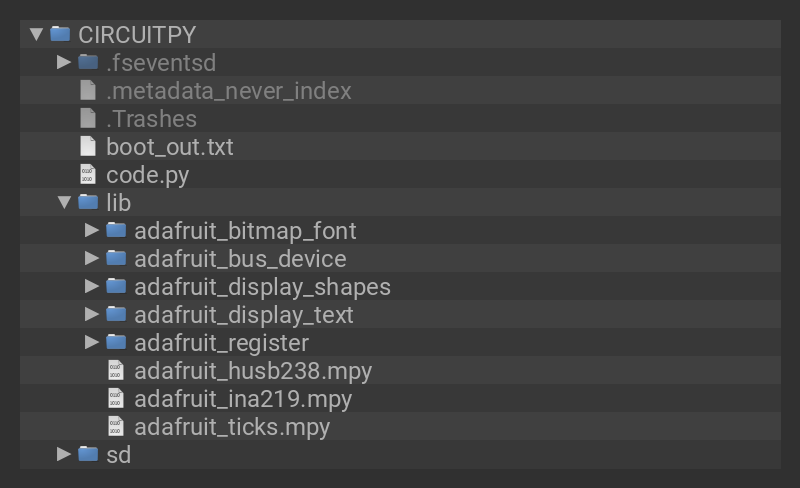 CIRCUITPY
.fseventsd
.metadata_never_index
.Trashes
boot_out.txt
code.py
lib
adafruit_bitmap_font
adafruit_bus_device
adafruit_display_shapes
adafruit_display_text
adafruit_register
adafruit_husb238.mpy
adafruit_ina219.mpy
adafruit_ticks.mpy
sd